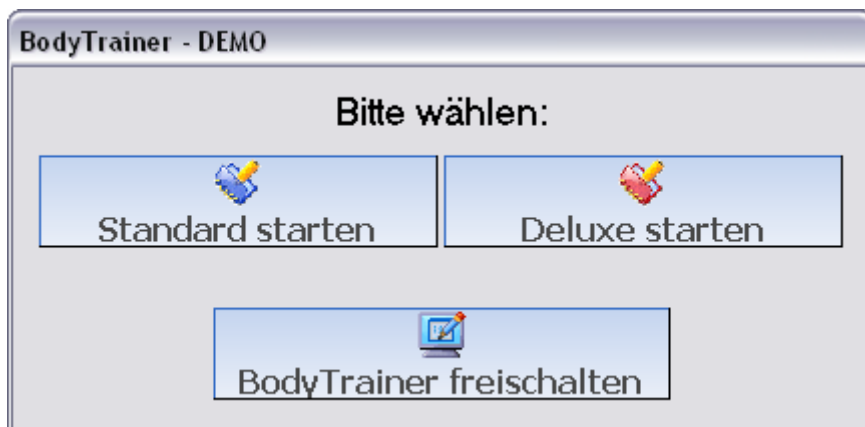 BodyTrainer - DEMO
Bitte wählen:
Standard starten
Deluxe starten
BodyTrainer freischalten